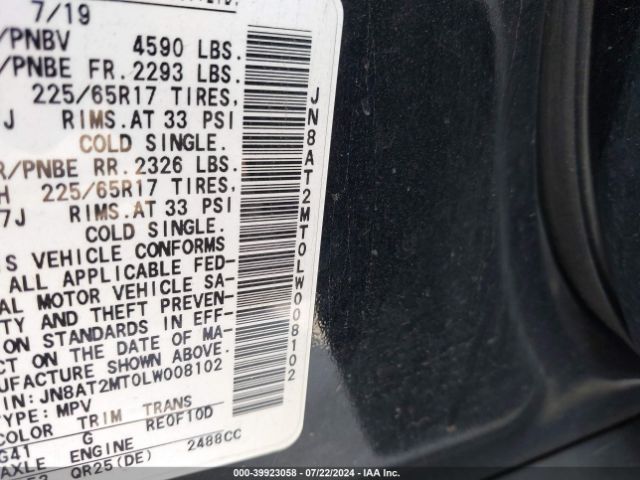 7/19
/PNBV 4590 LBS.
/PNBE FR.2293 LBS.
225/65R17 TIRES,
J RIMS.AT 33 PSI
COLD SINGLE.
R/PNBE RR.2326 LBS.
H 225/65R17 TIRES,
7J RIMS.AT 33 PSI
COLD SINGLE.
S VEHICLE CONFORMS
ALL APPLICABLE FED-
AL MOTOR VEHICLE SA-
TY AND THEFT PREVEN-
ON STANDARDS IN EFF-
CT ON THE DATE OF MA-
NUFACTURE SHOWN ABOVE.
IN: JN8AT2MT0LW008102
TYPE: MPV
COLOR TRIM TRANS
G41 G RE0F10D
AXLE ENGINE
QR25(DE) 2488CC
JN8AT2MT0LW008102
000-39923058 - 07/22/2024 - IAA, Inc.